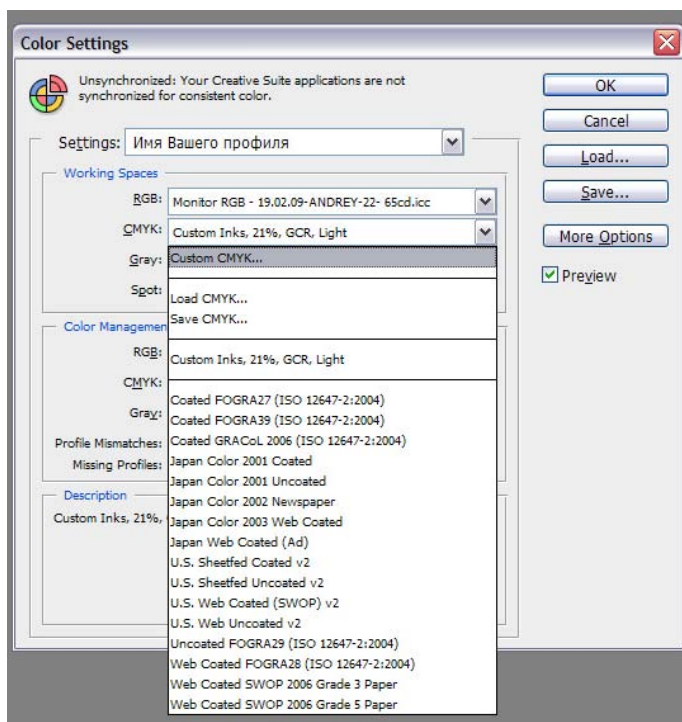 Color Settings
Unsynchronized: Your Creative Suite applications are not
synchronized for consistent color.
Settings: Имя Вашего профиля
Working Spaces
RGB: Monitor RGB - 19.02.09-ANDREY-22- 65cd.icc
CMYK: Custom Inks, 21%, GCR, Light
Gray: Custom CMYK...
Spot:
Load CMYK...
Save CMYK...
Color Managemen
RGB: Custom Inks, 21%, GCR, Light
CMYK:
Coated FOGRA27 (ISO 12647-2:2004)
Gray: Coated FOGRA39 (ISO 12647-2:2004)
Profile Mismatches: Coated GRACoL 2006 (ISO 12647-2:2004)
Missing Profiles: Japan Color 2001 Coated
Japan Color 2001 Uncoated
Description
Japan Color 2002 Newspaper
Custom Inks, 21%,
Japan Color 2003 Web Coated
Japan Web Coated (Ad)
U.S. Sheetfed Coated v2
U.S. Sheetfed Uncoated v2
U.S. Web Coated (SWOP) v2
U.S. Web Uncoated v2
Uncoated FOGRA29 (ISO 12647-2:2004)
Web Coated FOGRA28 (ISO 12647-2:2004)
Web Coated SWOP 2006 Grade 3 Paper
Web Coated SWOP 2006 Grade 5 Paper
OK
Cancel
Load...
Save...
More Options
Preview